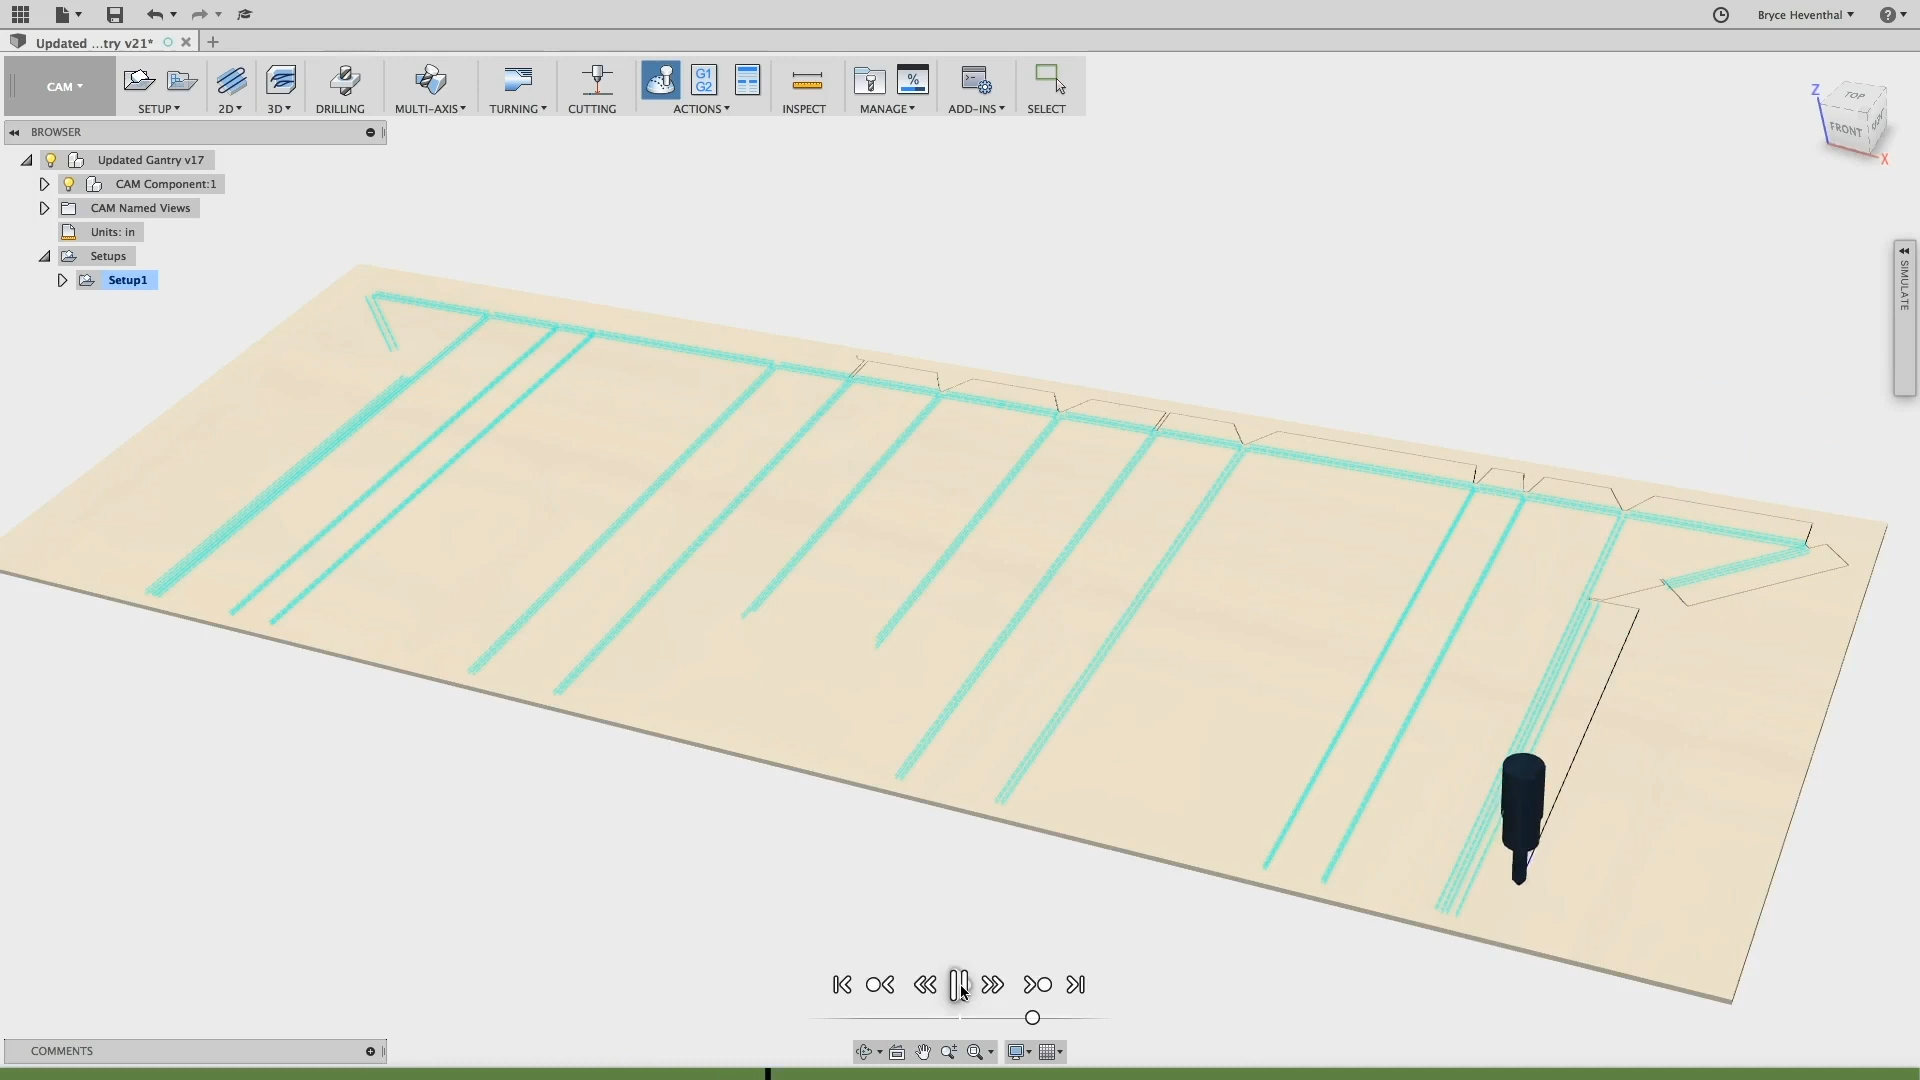 Bryce Heventhal
?
Updated ...try v21*
CAM
SETUP
2D
3D
DRILLING
MULTI-AXIS
TURNING
CUTTING
G1
G2
ACTIONS
INSPECT
%
MANAGE
ADD-INS
SELECT
Z
TOP
FRONT
X
BROWSER
Updated Gantry v17
CAM Component:1
CAM Named Views
Units: in
Setups
Setup1
SIMULATE
COMMENTS